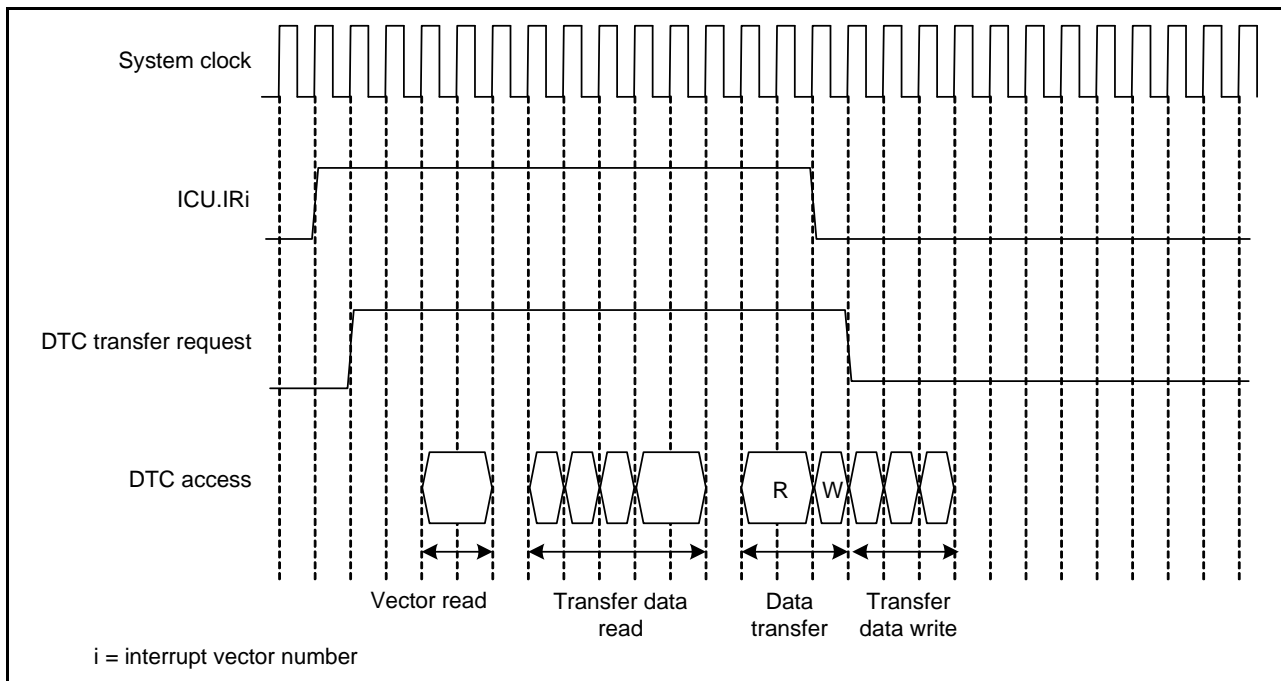 System clock
ICU.IRi
DTC transfer request
DTC access
R
W
Vector read
Transfer data
read
Data
transfer
Transfer
data write
i = interrupt vector number